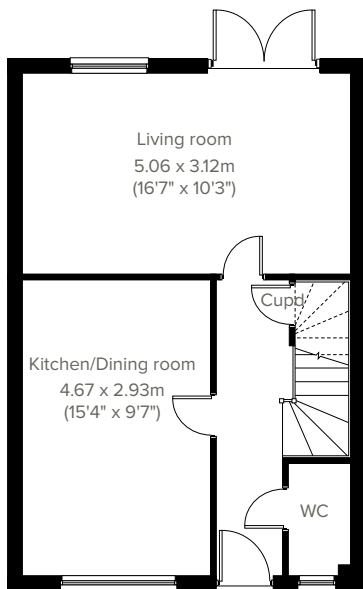 Living room
5.06 x 3.12m
(16'7" x 10'3")
Cupd
Kitchen/Dining room
4.67 x 2.93m
(15'4" x 9'7")
WC